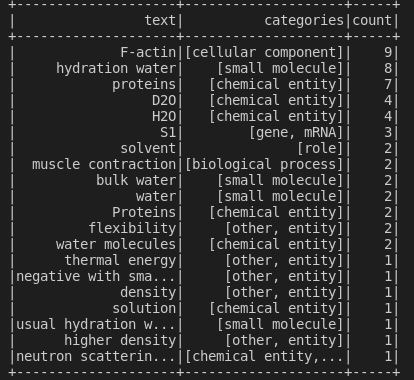 +--------------------+--------------------+-----+
|                text|          categories|count|
+--------------------+--------------------+-----+
|             F-actin|[cellular component]|    9|
|     hydration water|    [small molecule]|    8|
|            proteins|   [chemical entity]|    7|
|                 D2O|   [chemical entity]|    4|
|                 H2O|   [chemical entity]|    4|
|                  S1|        [gene, mRNA]|    3|
|             solvent|              [role]|    2|
|  muscle contraction|[biological process]|    2|
|          bulk water|    [small molecule]|    2|
|               water|    [small molecule]|    2|
|            Proteins|   [chemical entity]|    2|
|         flexibility|     [other, entity]|    2|
|     water molecules|   [chemical entity]|    2|
|      thermal energy|     [other, entity]|    1|
|negative with sma...|     [other, entity]|    1|
|             density|     [other, entity]|    1|
|            solution|   [chemical entity]|    1|
|usual hydration w...|    [small molecule]|    1|
|      higher density|     [other, entity]|    1|
|neutron scatterin...|[chemical entity,...|    1|
+--------------------+--------------------+-----+